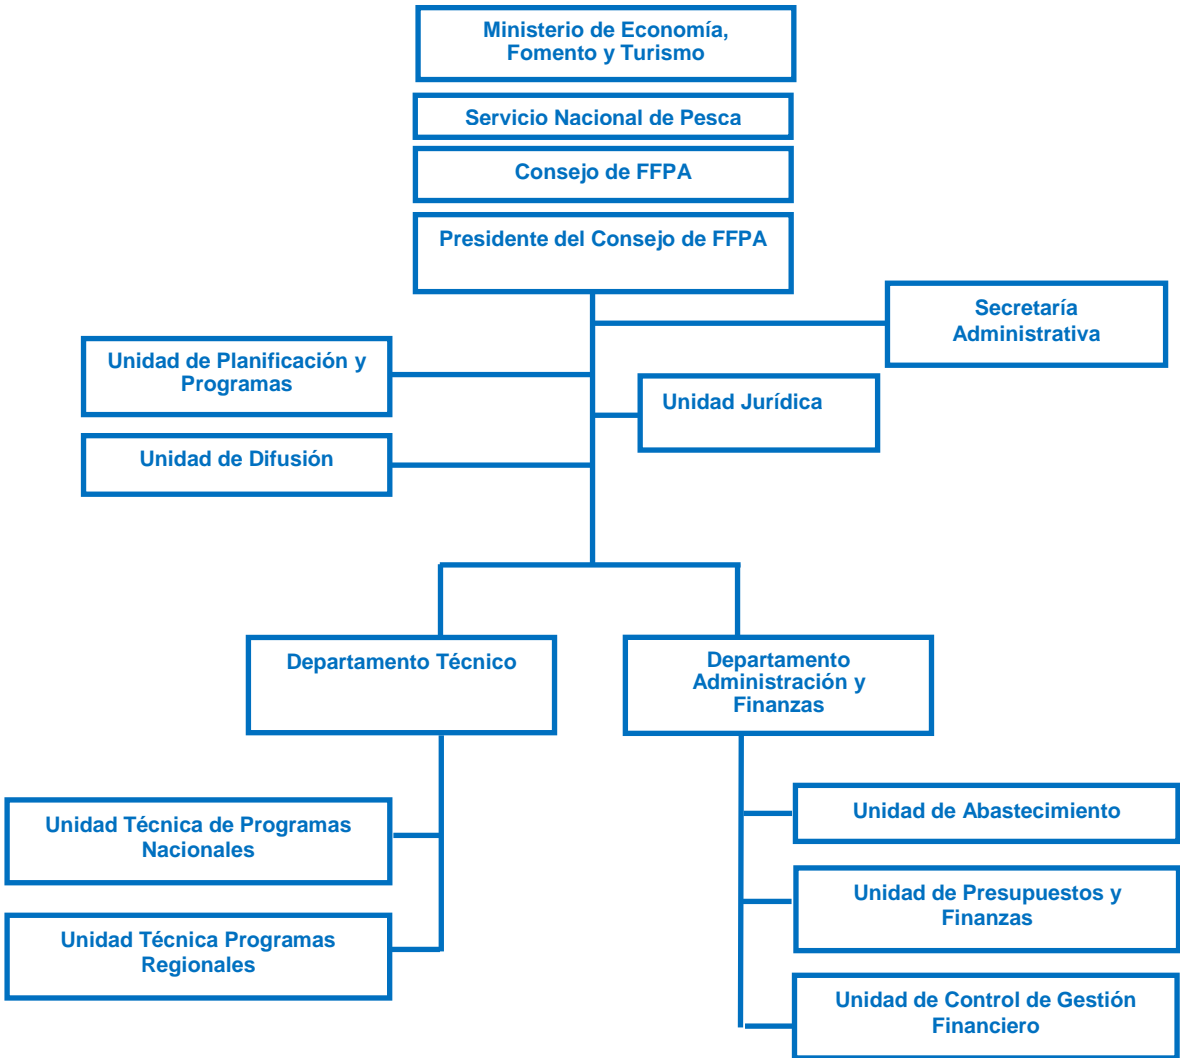 Ministerio de Economía,
Fomento y Turismo
Servicio Nacional de Pesca
Consejo de FFPA
Presidente del Consejo de FFPA
Secretaría
Administrativa
Unidad de Planificación y
Programas
Unidad Jurídica
Unidad de Difusión
Departamento Técnico
Departamento
Administración y
Finanzas
Unidad Técnica de Programas
Nacionales
Unidad Técnica Programas
Regionales
Unidad de Abastecimiento
Unidad de Presupuestos y
Finanzas
Unidad de Control de Gestión
Financiero